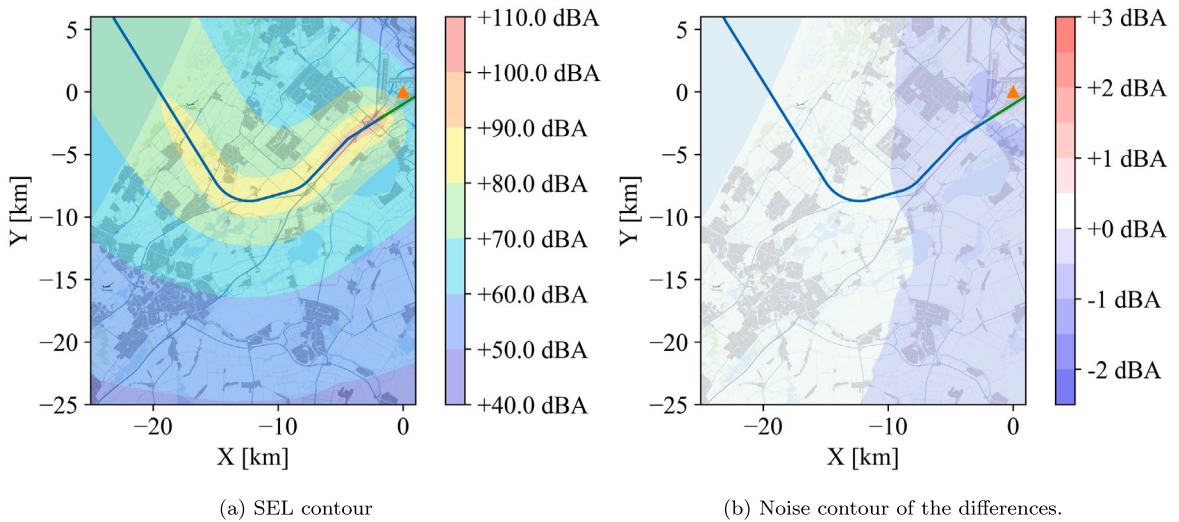 5
0
−5
−10
−15
−20
−25
Y [km]
−20
−10
0
X [km]
+110.0 dBA
+100.0 dBA
+90.0 dBA
+80.0 dBA
+70.0 dBA
+60.0 dBA
+50.0 dBA
+40.0 dBA
(a) SEL contour
5
0
−5
−10
−15
−20
−25
Y [km]
−20
−10
0
X [km]
+3 dBA
+2 dBA
+1 dBA
+0 dBA
-1 dBA
-2 dBA
(b) Noise contour of the differences.